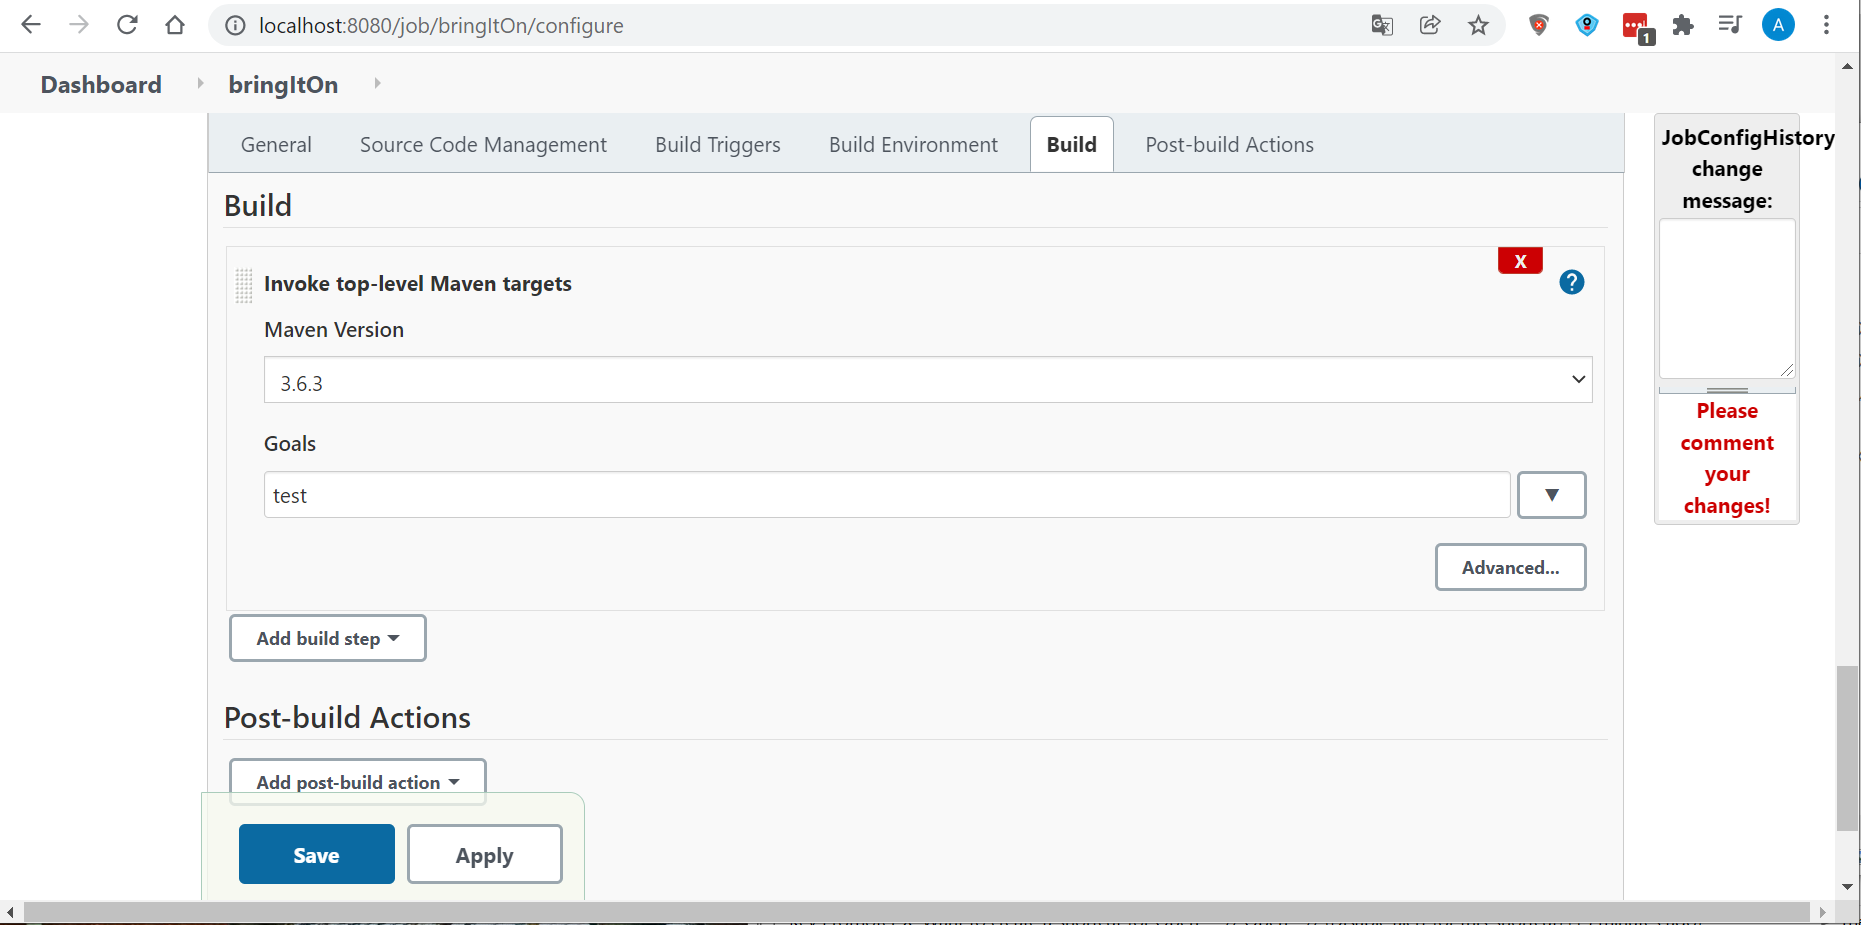 localhost:8080/job/bringItOn/configure
1
A
Dashboard
bringItOn
General
Source Code Management
Build Triggers
Build Environment
Build
Post-build Actions
JobConfigHistory
change
message:
Build
X
Invoke top-level Maven targets
?
Maven Version
3.6.3
Goals
test
Please
comment
your
changes!
Advanced...
Add build step
Post-build Actions
Add post-build action
Save
Apply